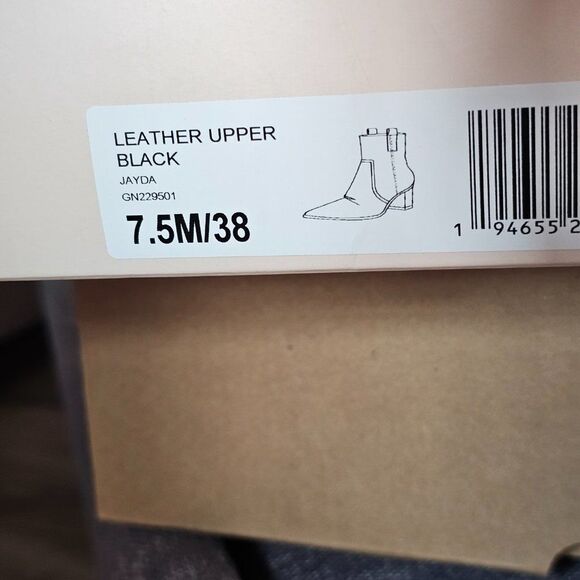 LEATHER UPPER
BLACK
JAYDA
GN229501
7.5M/38
1 94655 2